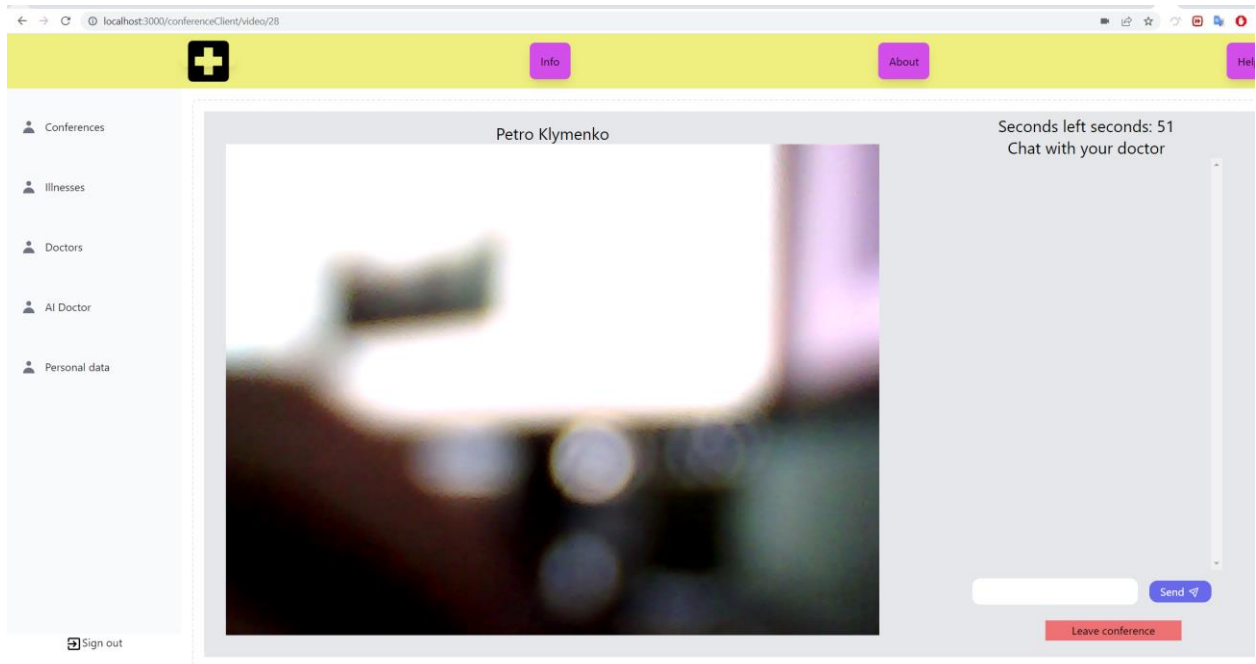 localhost:3000/conferenceClient/video/28
Info
About
Hel
Conferences
Illnesses
Doctors
AI Doctor
Personal data
Sign out
Petro Klymenko
Seconds left seconds: 51
Chat with your doctor
Send
Leave conference